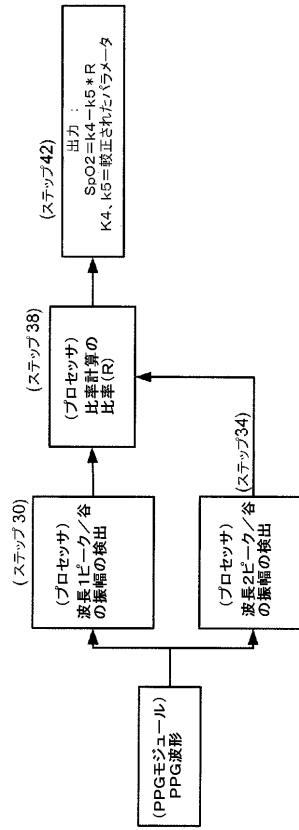 (PPGモジュール)
PPG波形
(ステップ30)
(プロセッサ)
波長1ピーク/谷
の振幅の検出
(プロセッサ)
波長2ピーク/谷
の振幅の検出
(ステップ34)
(ステップ38)
(プロセッサ)
比率計算の
比率(R)
(ステップ42)
出力:
SpO2=k4-k5*R
K4、k5=較正されたパラメータ